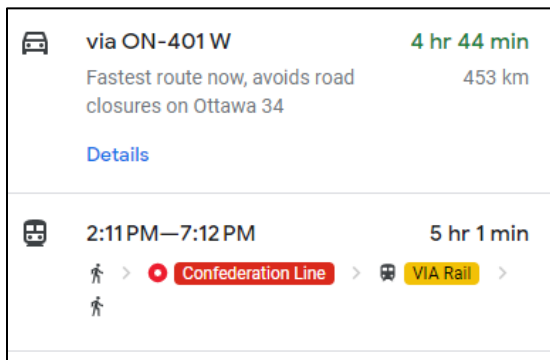 via ON-401 W 4 hr 44 min
Fastest route now, avoids road 453 km
closures on Ottawa 34
Details
2:11 PM—7:12 PM 5 hr 1 min
Confederation Line VIA Rail